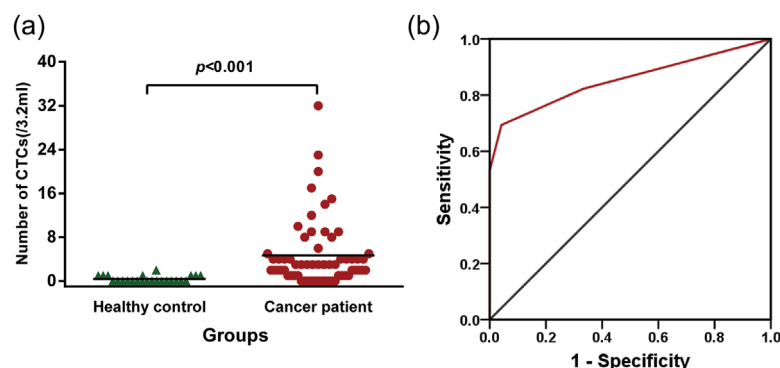 (a)
p<0.001
Number of CTCs(/3.2ml)
40
32
24
16
8
0
Healthy control
Cancer patient
Groups
(b)
Sensitivity
1.0
0.8
0.6
0.4
0.2
0.0
0.0 0.2 0.4 0.6 0.8 1.0
1 - Specificity